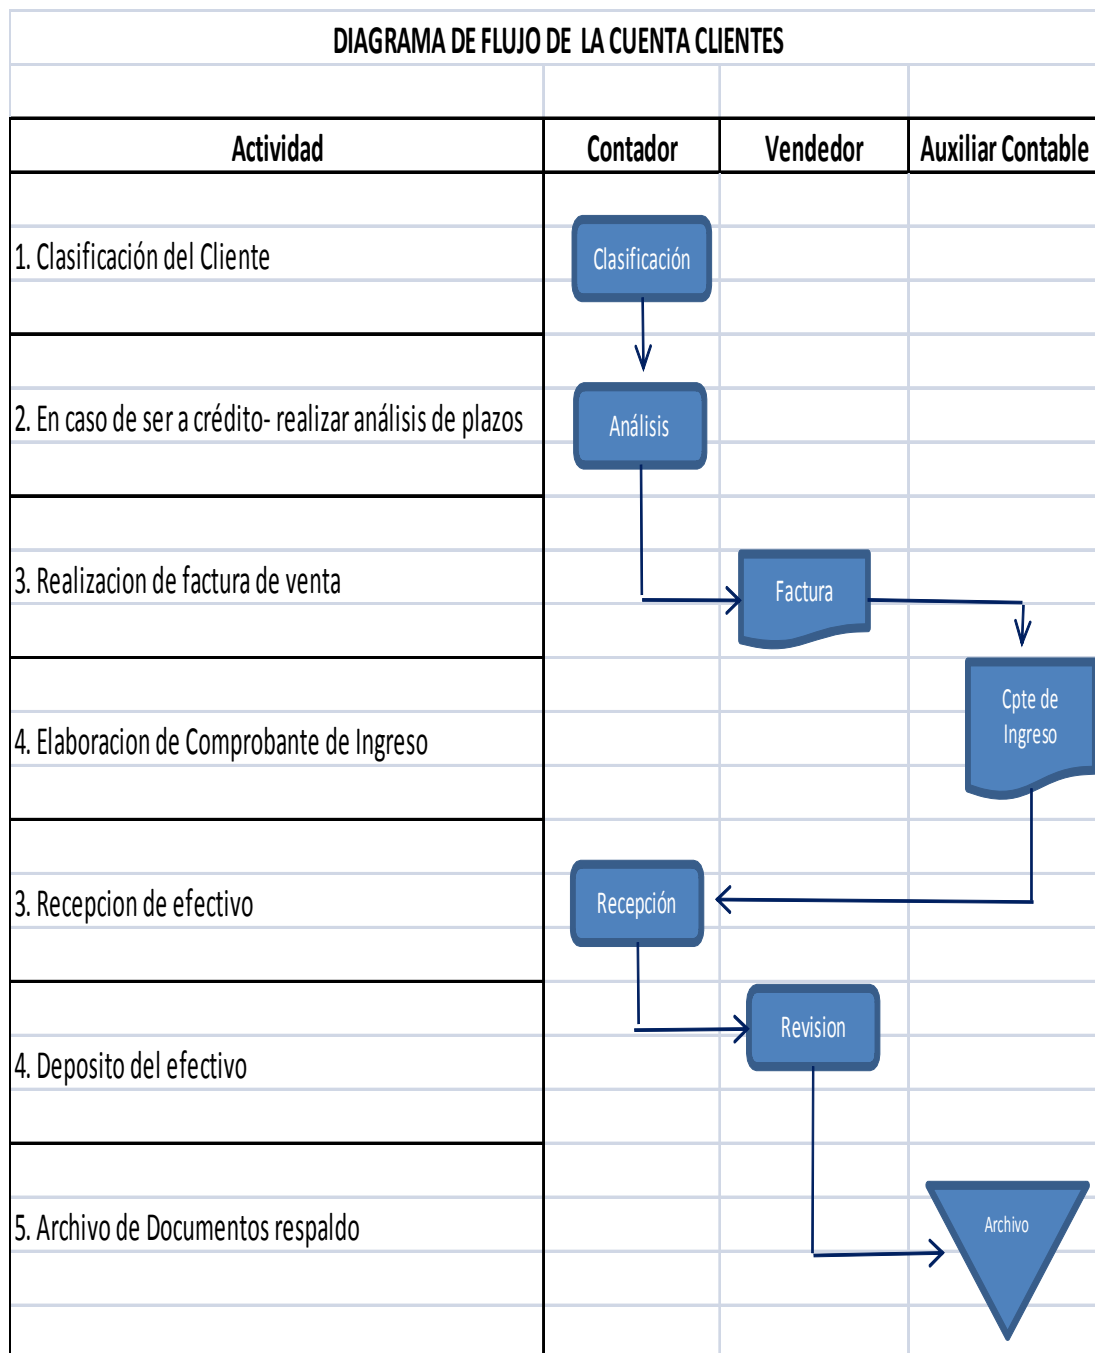 DIAGRAMA DE FLUJO DE LA CUENTA CLIENTES
Actividad Contador Vendedor Auxiliar Contable
1. Clasificación del Cliente
Clasificación
2. En caso de ser a crédito- realizar análisis de plazos
Análisis
3. Realizacion de factura de venta
Factura
4. Elaboracion de Comprobante de Ingreso
Cpte de
Ingreso
3. Recepcion de efectivo
Recepción
4. Deposito del efectivo
Revision
5. Archivo de Documentos respaldo
Archivo